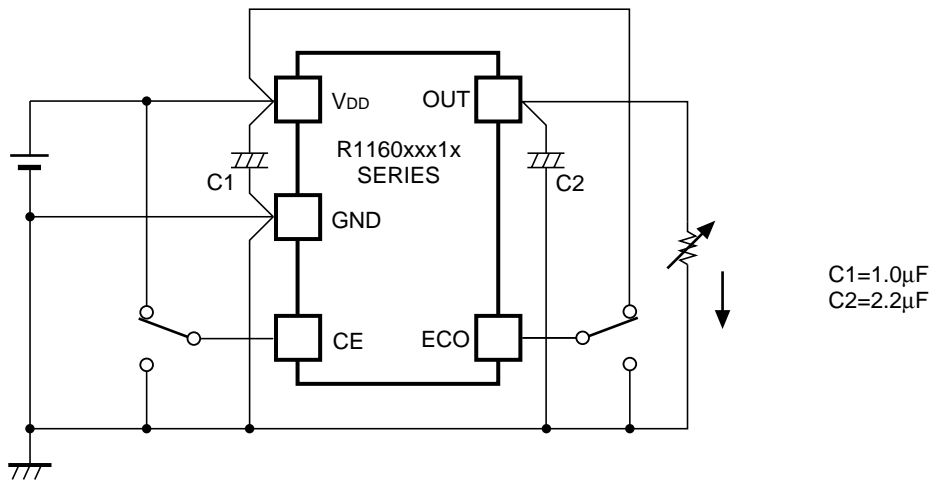 VDD
OUT
R1160xxx1x
SERIES
C1
C2
GND
CE
ECO
C1=1.0μF
C2=2.2μF